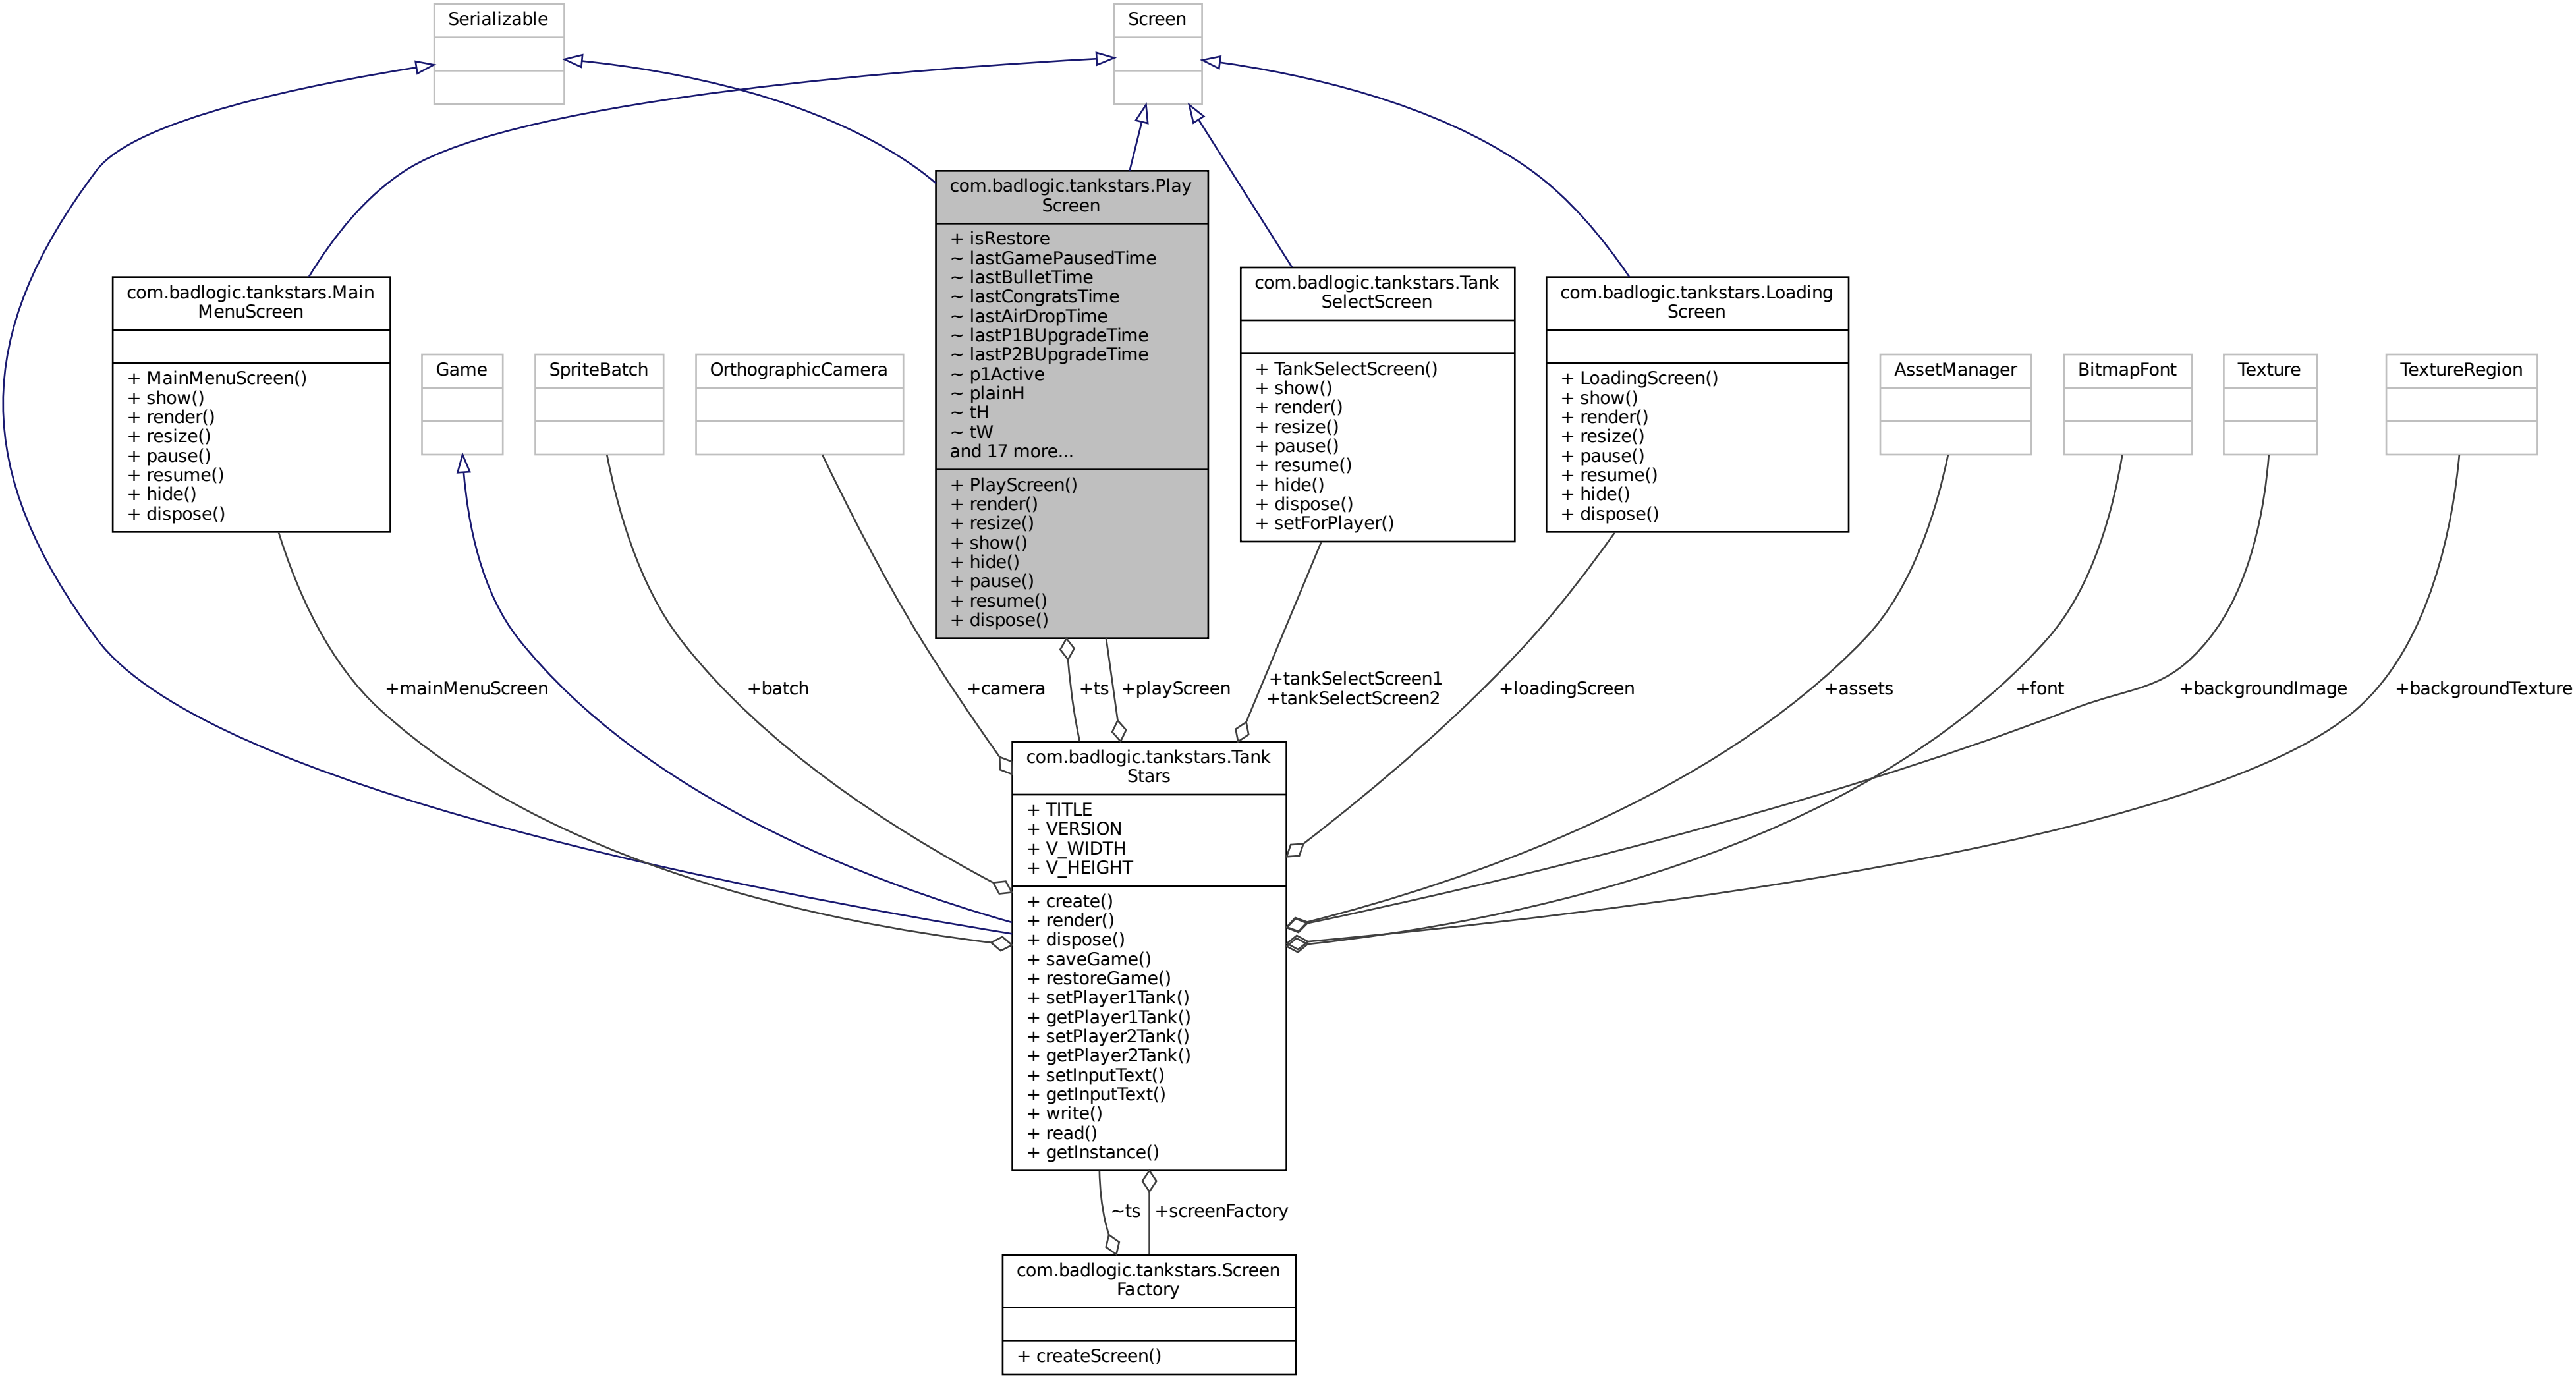 Serializable
Screen
com.badlogic.tankstars.Play
Screen
+ isRestore
~ lastGamePausedTime
~ lastBulletTime
~ lastCongratsTime
~ lastAirDropTime
~ lastP1BUpgradeTime
~ lastP2BUpgradeTime
~ p1Active
~ plainH
~ tH
~ tW
and 17 more...
+ PlayScreen()
+ render()
+ resize()
+ show()
+ hide()
+ pause()
+ resume()
+ dispose()
com.badlogic.tankstars.Tank
SelectScreen
+ TankSelectScreen()
+ show()
+ render()
+ resize()
+ pause()
+ resume()
+ hide()
+ dispose()
+ setForPlayer()
com.badlogic.tankstars.Main
MenuScreen
+ MainMenuScreen()
+ show()
+ render()
+ resize()
+ pause()
+ resume()
+ hide()
+ dispose()
com.badlogic.tankstars.Loading
Screen
+ LoadingScreen()
+ show()
+ render()
+ resize()
+ pause()
+ resume()
+ hide()
+ dispose()
Game
SpriteBatch
OrthographicCamera
AssetManager
BitmapFont
Texture
TextureRegion
+mainMenuScreen
+batch
+camera
+ts
+playScreen
+tankSelectScreen1
+tankSelectScreen2
+loadingScreen
+assets
+font
+backgroundImage
+backgroundTexture
com.badlogic.tankstars.Tank
Stars
+ TITLE
+ VERSION
+ V_WIDTH
+ V_HEIGHT
+ create()
+ render()
+ dispose()
+ saveGame()
+ restoreGame()
+ setPlayer1Tank()
+ getPlayer1Tank()
+ setPlayer2Tank()
+ getPlayer2Tank()
+ setInputText()
+ getInputText()
+ write()
+ read()
+ getInstance()
~ts
+screenFactory
com.badlogic.tankstars.Screen
Factory
+ createScreen()